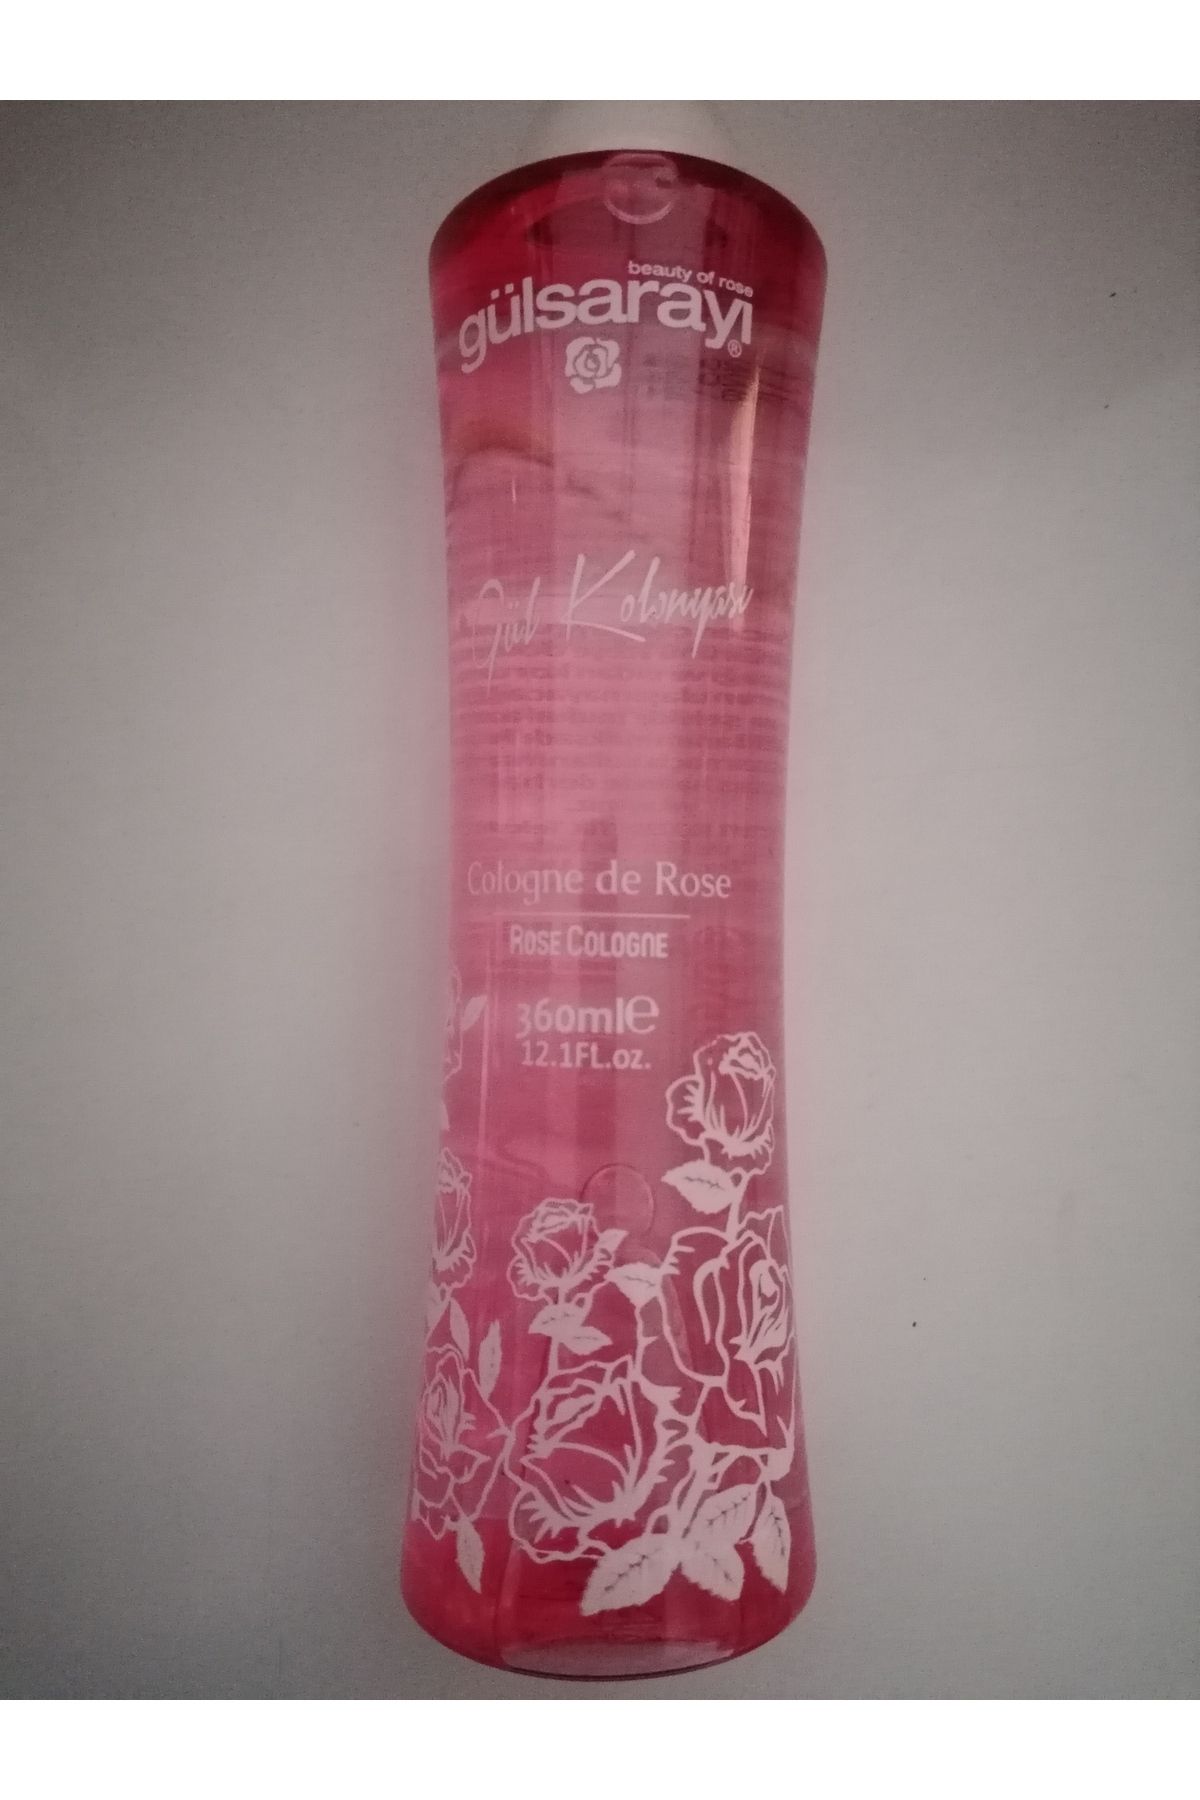 beauty of rose
gülsarayı®
Gül Kolonyası
Cologne de Rose
ROSE COLOGNE
360ml e
12.1FL.oz.